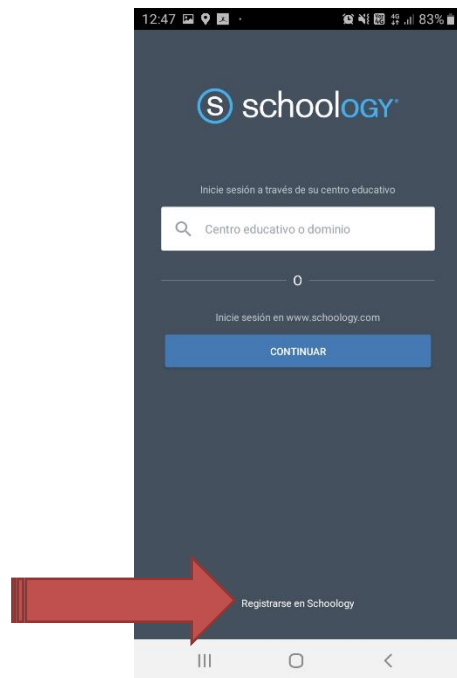 12:47
83%
S schoology
Inicie sesión a través de su centro educativo
Centro educativo o dominio
O
Inicie sesión en www.schoology.com
CONTINUAR
Registrarse en Schoology